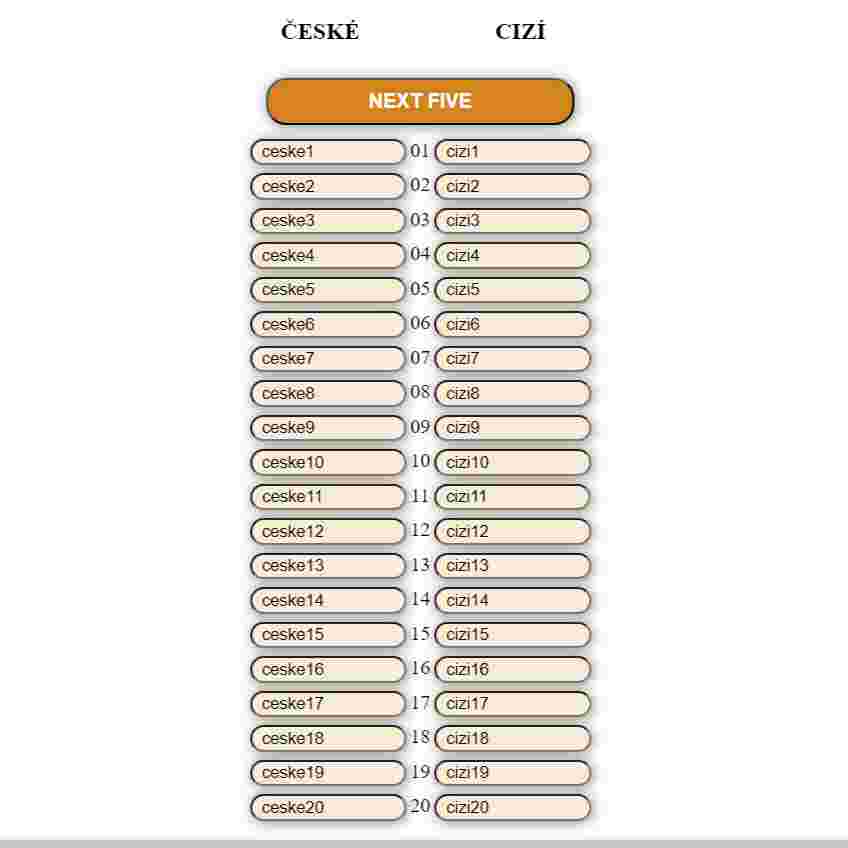 ČESKÉ CIZÍ
NEXT FIVE
ceske1 01 cizi1
ceske2 02 cizi2
ceske3 03 cizi3
ceske4 04 cizi4
ceske5 05 cizi5
ceske6 06 cizi6
ceske7 07 cizi7
ceske8 08 cizi8
ceske9 09 cizi9
ceske10 10 cizi10
ceske11 11 cizi11
ceske12 12 cizi12
ceske13 13 cizi13
ceske14 14 cizi14
ceske15 15 cizi15
ceske16 16 cizi16
ceske17 17 cizi17
ceske18 18 cizi18
ceske19 19 cizi19
ceske20 20 cizi20